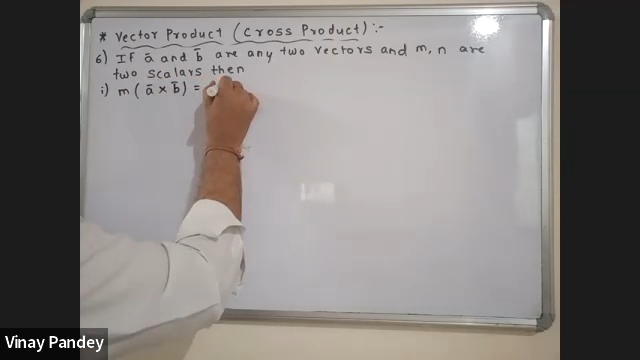 * Vector Product (Cross Product) :-
6) If ā and b̄ are any two vectors and m, n are
two scalars then
i) m ( ā × b̄ ) =
Vinay Pandey